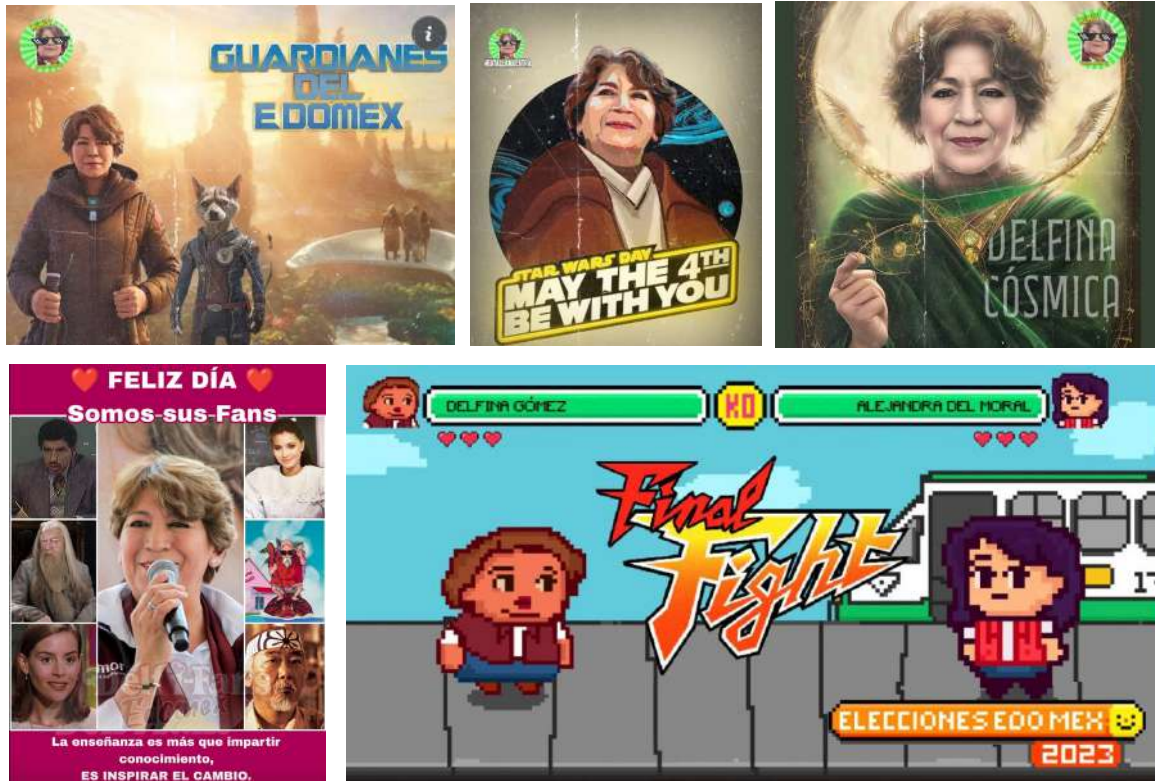 GUARDIANES
DEL
EDOMEX
i
STAR WARS DAY
MAY THE 4TH
BE WITH YOU
DELFINA
CÓSMICA
FELIZ DÍA
Somos sus Fans
La enseñanza es más que impartir
conocimiento,
ES INSPIRAR EL CAMBIO.
DELFINA GÓMEZ
KO
ALEJANDRA DEL MORAL
Final
Fight
17
ELECCIONES EDO MEX
2023